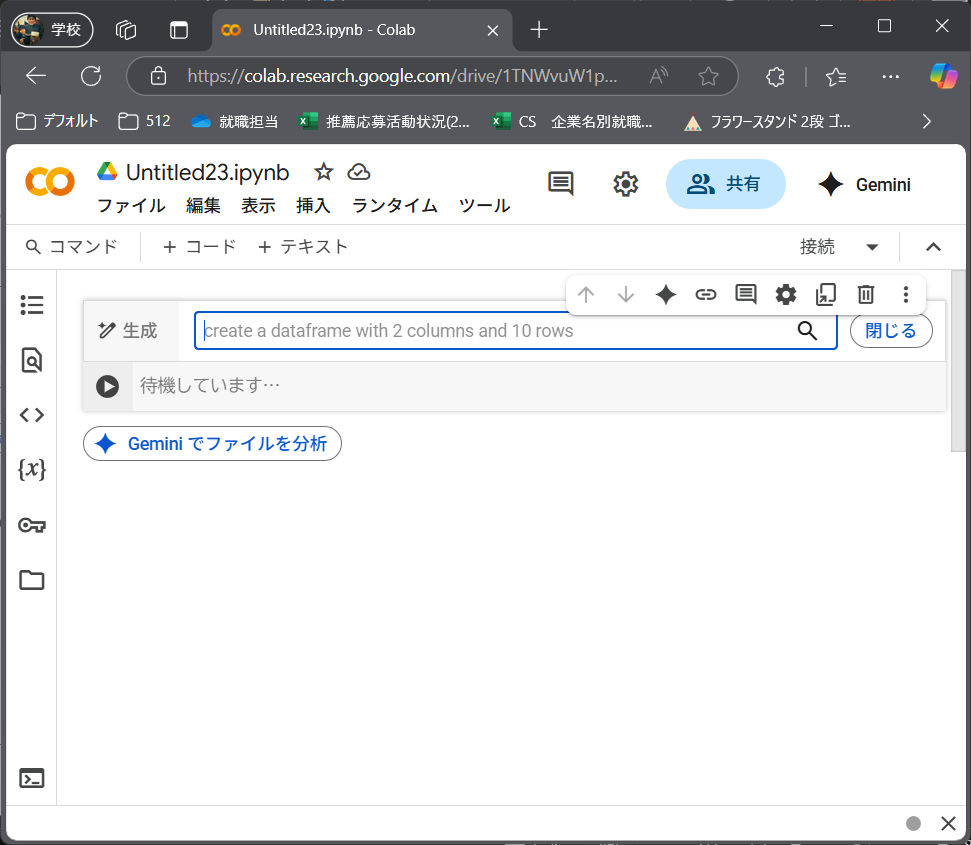 学校
Untitled23.ipynb - Colab
https://colab.research.google.com/drive/1TNWvuW1p...
デフォルト
512
就職担当
推薦応募活動状況(2...
CS 企業名別就職...
フラワースタンド 2段 ゴ...
Untitled23.ipynb
ファイル 編集 表示 挿入 ランタイム ツール
共有
Gemini
コマンド
+ コード
+ テキスト
接続
生成
create a dataframe with 2 columns and 10 rows
閉じる
待機しています…
Gemini でファイルを分析